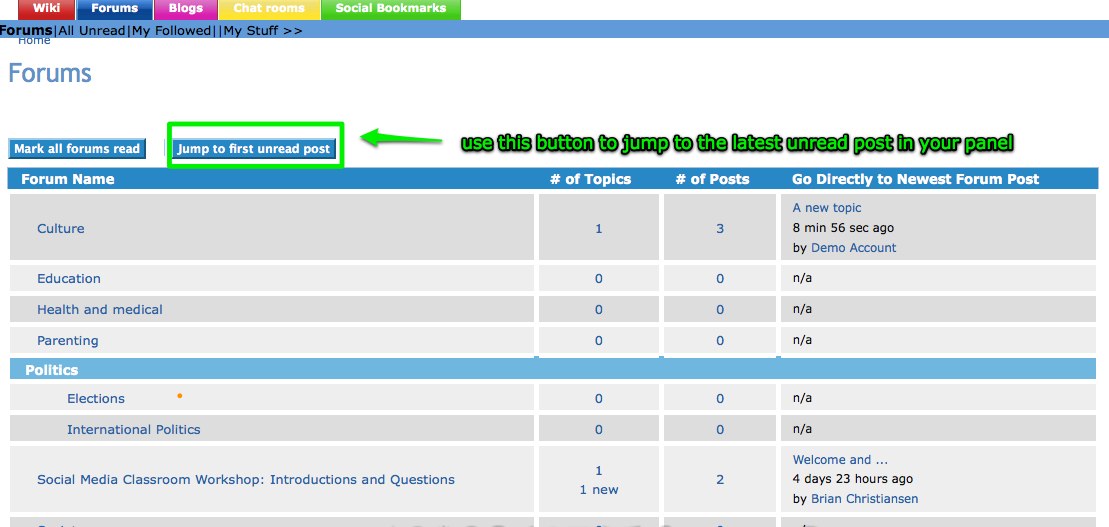 Wiki Forums Blogs Chat rooms Social Bookmarks
Forums|All Unread|My Followed||My Stuff >>
Home
Forums
Mark all forums read Jump to first unread post use this button to jump to the latest unread post in your panel
Forum Name # of Topics # of Posts Go Directly to Newest Forum Post
Culture 1 3 A new topic
8 min 56 sec ago
by Demo Account
Education 0 0 n/a
Health and medical 0 0 n/a
Parenting 0 0 n/a
Politics
Elections 0 0 n/a
International Politics 0 0 n/a
Social Media Classroom Workshop: Introductions and Questions 1 2 Welcome and ...
1 new 4 days 23 hours ago
by Brian Christiansen